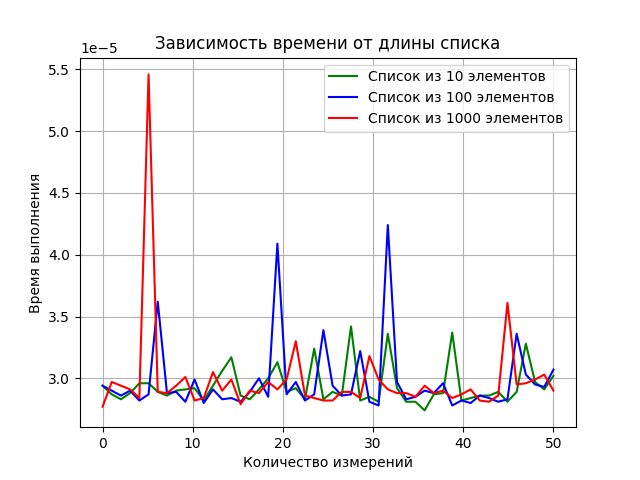 Зависимость времени от длины списка
1e−5
5.5
5.0
4.5
4.0
3.5
3.0
Время выполнения
Список из 10 элементов
Список из 100 элементов
Список из 1000 элементов
0
10
20
30
40
50
Количество измерений